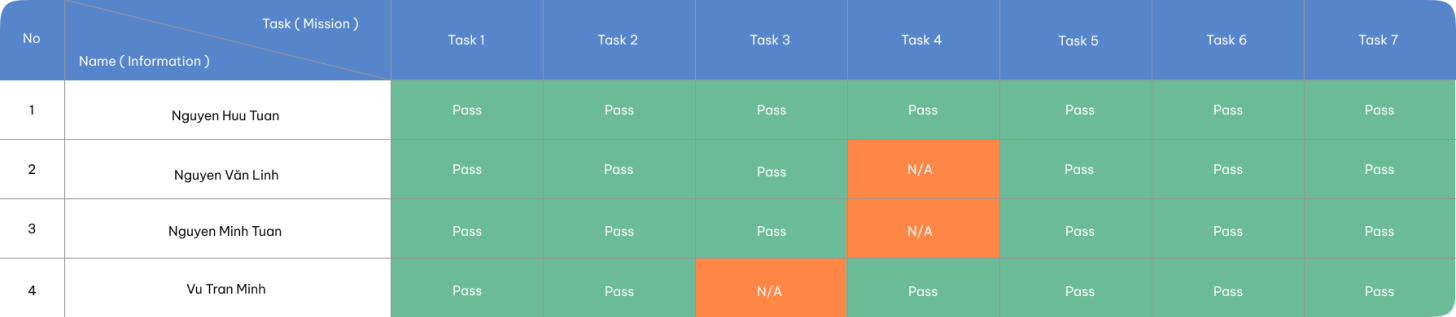 No
Task ( Mission )
Name ( Information )
Task 1
Task 2
Task 3
Task 4
Task 5
Task 6
Task 7
1
Nguyen Huu Tuan
Pass
Pass
Pass
Pass
Pass
Pass
Pass
2
Nguyen Văn Linh
Pass
Pass
Pass
N/A
Pass
Pass
Pass
3
Nguyen Minh Tuan
Pass
Pass
Pass
N/A
Pass
Pass
Pass
4
Vu Tran Minh
Pass
Pass
N/A
Pass
Pass
Pass
Pass